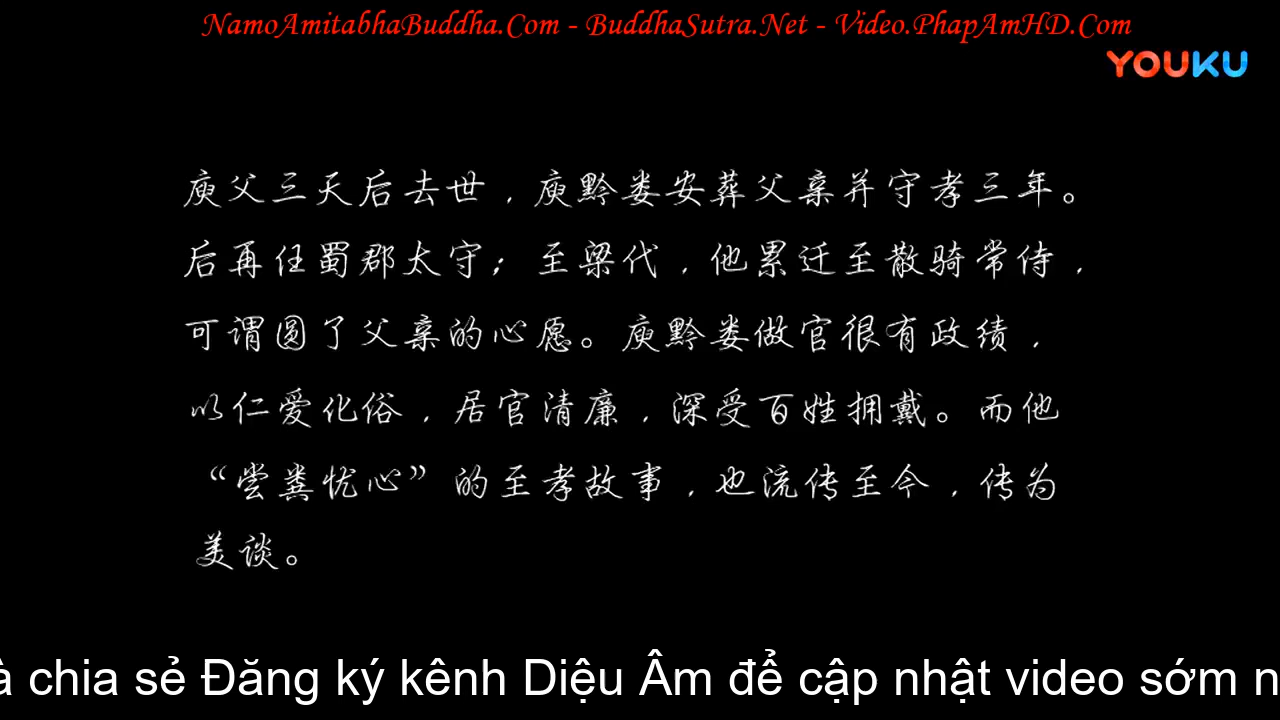 NamoAmitabhaBuddha.Com - BuddhaSutra.Net - Video.PhapAmHD.Com
YOUKU
庾父三天后去世，庾黔娄安葬父亲并守孝三年。
后再任蜀郡太守；至梁代，他累迁至散骑常侍，
可谓圆了父亲的心愿。庾黔娄做官很有政绩，
以仁爱化俗，居官清廉，深受百姓拥戴。而他
“尝粪忧心”的至孝故事，也流传至今，传为
美谈。
à chia sẻ Đăng ký kênh Diệu Âm để cập nhật video sớm n